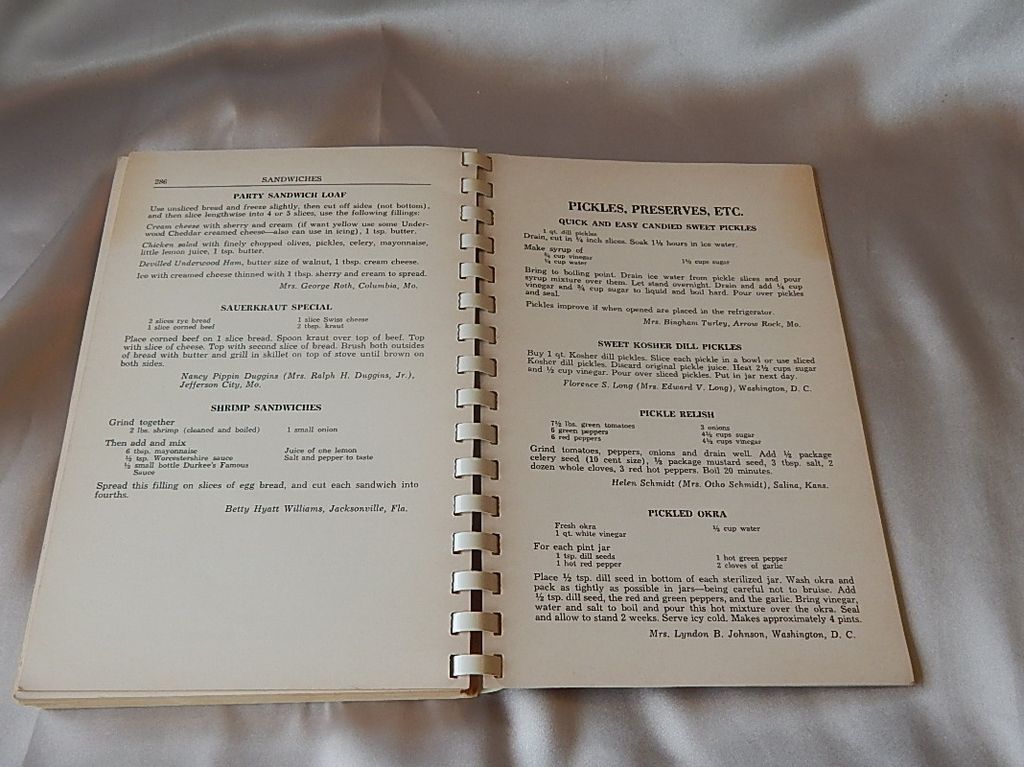 286 SANDWICHES
PARTY SANDWICH LOAF
Use unsliced bread and freeze slightly, then cut off sides (not bottom),
and then slice lengthwise into 4 or 5 slices, use the following fillings:
Cream cheese with sherry and cream (if want yellow use some Under-
wood Cheddar creamed cheese—also can use in icing), 1 tsp. butter.
Chicken salad with finely chopped olives, pickles, celery, mayonnaise,
little lemon juice, 1 tsp. butter.
Devilled Underwood Ham, butter size of walnut, 1 tbsp. cream cheese.
Ice with creamed cheese thinned with 1 tbsp. sherry and cream to spread.
Mrs. George Roth, Columbia, Mo.
SAUERKRAUT SPECIAL
2 slices rye bread 1 slice Swiss cheese
1 slice corned beef 2 tbsp. kraut
Place corned beef on 1 slice bread. Spoon kraut over top of beef. Top
with slice of cheese. Top with second slice of bread. Brush both outsides
of bread with butter and grill in skillet on top of stove until brown on
both sides.
Nancy Pippin Duggins (Mrs. Ralph H. Duggins, Jr.),
Jefferson City, Mo.
SHRIMP SANDWICHES
Grind together
2 lbs. shrimp (cleaned and boiled) 1 small onion
Then add and mix
6 tbsp. mayonnaise Juice of one lemon
½ tsp. Worcestershire sauce Salt and pepper to taste
½ small bottle Durkee's Famous
Sauce
Spread this filling on slices of egg bread, and cut each sandwich into
fourths.
Betty Hyatt Williams, Jacksonville, Fla.
PICKLES, PRESERVES, ETC.
QUICK AND EASY CANDIED SWEET PICKLES
1 qt. dill pickles
Drain, cut in ¼ inch slices. Soak 1½ hours in ice water.
Make syrup of
¾ cup vinegar 1½ cups sugar
¼ cup water
Bring to boiling point. Drain ice water from pickle slices and pour
syrup mixture over them. Let stand overnight. Drain and add ¼ cup
vinegar and ¾ cup sugar to liquid and boil hard. Pour over pickles
and seal.
Pickles improve if when opened are placed in the refrigerator.
Mrs. Bingham Turley, Arrow Rock, Mo.
SWEET KOSHER DILL PICKLES
Buy 1 qt. Kosher dill pickles. Slice each pickle in a bowl or use sliced
Kosher dill pickles. Discard original pickle juice. Heat 2½ cups sugar
and ½ cup vinegar. Pour over sliced pickles. Put in jar next day.
Florence S. Long (Mrs. Edward V. Long), Washington, D. C.
PICKLE RELISH
7½ lbs. green tomatoes 3 onions
6 green peppers 4½ cups sugar
6 red peppers 4½ cups vinegar
Grind tomatoes, peppers, onions and drain well. Add ½ package
celery seed (10 cent size), ½ package mustard seed, 3 tbsp. salt, 2
dozen whole cloves, 3 red hot peppers. Boil 20 minutes.
Helen Schmidt (Mrs. Otho Schmidt), Salina, Kans.
PICKLED OKRA
Fresh okra ½ cup water
1 qt. white vinegar
For each pint jar
1 tsp. dill seeds 1 hot green pepper
1 hot red pepper 2 cloves of garlic
Place ½ tsp. dill seed in bottom of each sterilized jar. Wash okra and
pack as tightly as possible in jars—being careful not to bruise. Add
½ tsp. dill seed, the red and green peppers, and the garlic. Bring vinegar,
water and salt to boil and pour this hot mixture over the okra. Seal
and allow to stand 2 weeks. Serve icy cold. Makes approximately 4 pints.
Mrs. Lyndon B. Johnson, Washington, D. C.